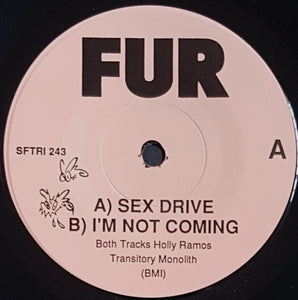 FUR
SFTRI 243
A
A) SEX DRIVE
B) I'M NOT COMING
Both Tracks Holly Ramos
Transitory Monolith
(BMI)